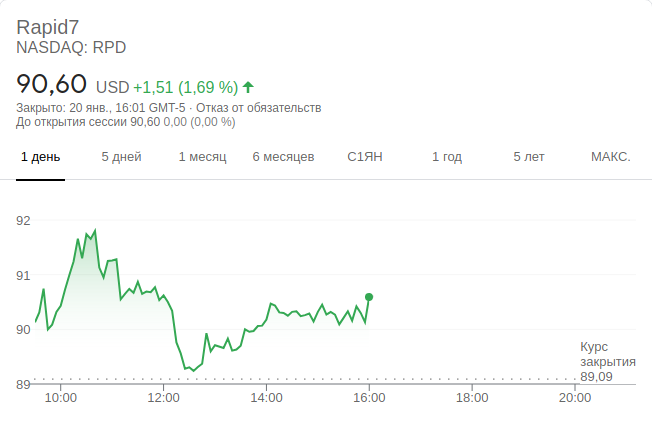 Rapid7
NASDAQ: RPD
90,60 USD +1,51 (1,69 %) ↑
Закрыто: 20 янв., 16:01 GMT-5 · Отказ от обязательств
До открытия сессии 90,60 0,00 (0,00 %)
1 день 5 дней 1 месяц 6 месяцев С1ЯН 1 год 5 лет МАКС.
92
91
90
Курс
закрытия
89,09
89
10:00 12:00 14:00 16:00 18:00 20:00